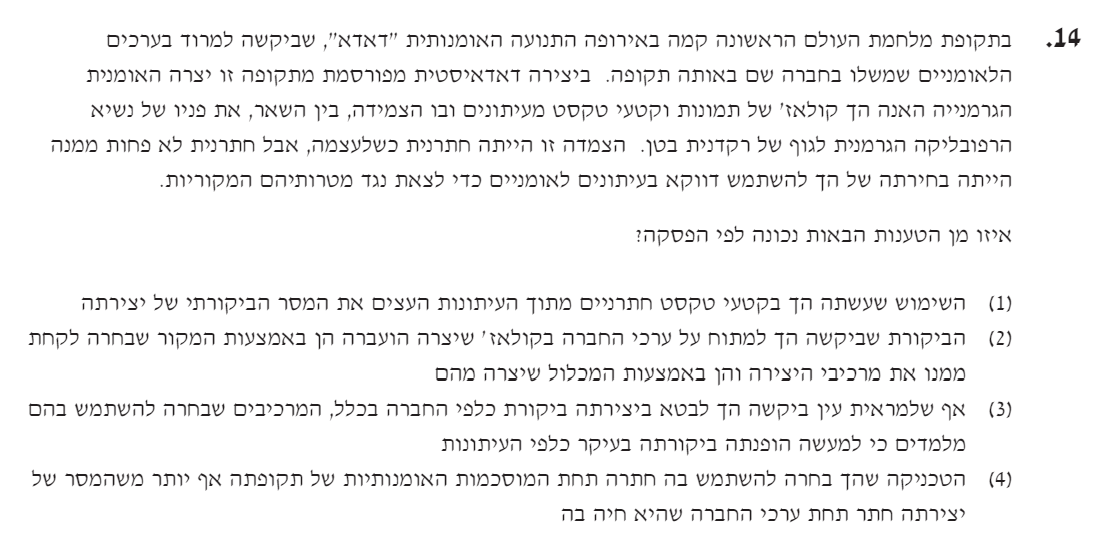 14. בתקופת מלחמת העולם הראשונה קמה באירופה התנועה האומנותית "דאדא", שביקשה למרוד בערכים
הלאומניים שמשלו בחברה שם באותה תקופה. ביצירה דאדאיסטית מפורסמת מתקופה זו יצרה האומנית
הגרמנייה האנה הך קולאז' של תמונות וקטעי טקסט מעיתונים ובו הצמידה, בין השאר, את פניו של נשיא
הרפובליקה הגרמנית לגוף של רקדנית בטן. הצמדה זו הייתה חתרנית כשלעצמה, אבל חתרנית לא פחות ממנה
הייתה בחירתה של הך להשתמש דווקא בעיתונים לאומניים כדי לצאת נגד מטרותיהם המקוריות.
איזו מן הטענות הבאות נכונה לפי הפסקה?
(1) השימוש שעשתה הך בקטעי טקסט חתרניים מתוך העיתונות העצים את המסר הביקורתי של יצירתה
(2) הביקורת שביקשה הך למתוח על ערכי החברה בקולאז' שיצרה הועברה הן באמצעות המקור שבחרה לקחת
ממנו את מרכיבי היצירה והן באמצעות המכלול שיצרה מהם
(3) אף שלמראית עין ביקשה הך לבטא ביצירתה ביקורת כלפי החברה בכלל, המרכיבים שבחרה להשתמש בהם
מלמדים כי למעשה הופנתה ביקורתה בעיקר כלפי העיתונות
(4) הטכניקה שהך בחרה להשתמש בה חתרה תחת המוסכמות האומנותיות של תקופתה אף יותר משהמסר של
יצירתה חתר תחת ערכי החברה שהיא חיה בה